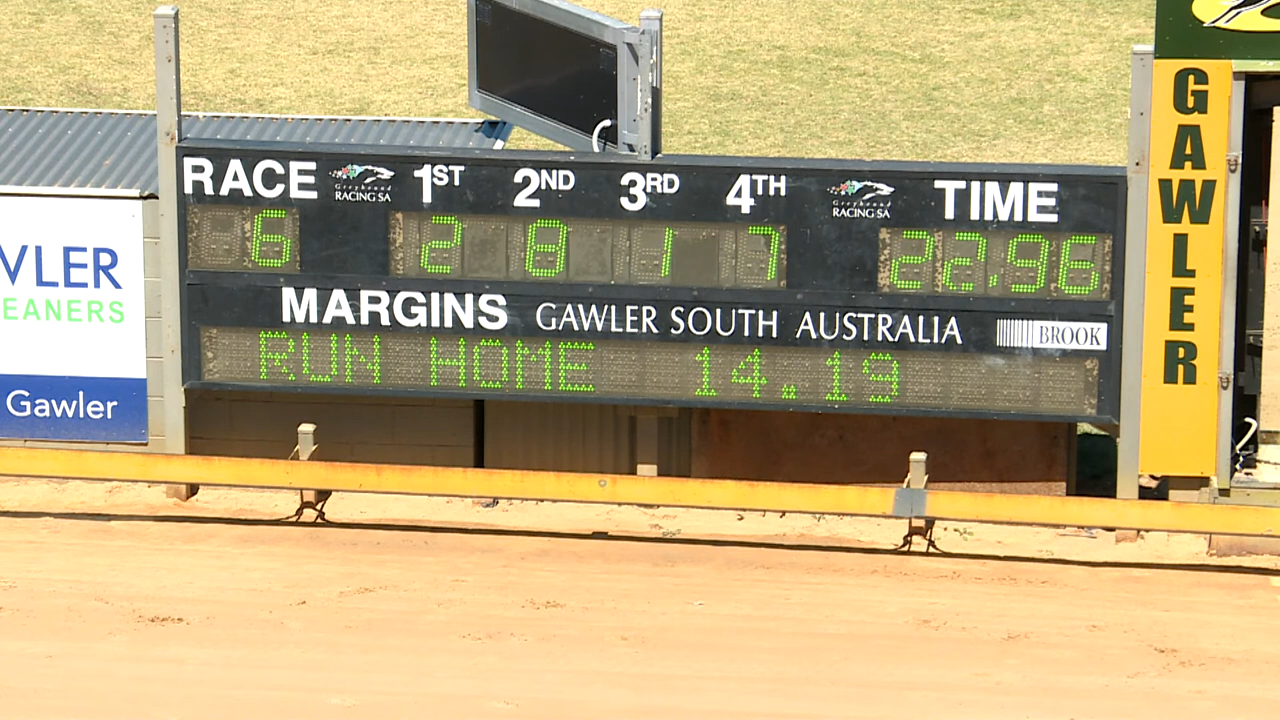 RACE Greyhound RACING SA 1ST 2ND 3RD 4TH Greyhound RACING SA TIME
6 2 8 1 7 22.96
MARGINS GAWLER SOUTH AUSTRALIA BROOK
RUN HOME 14.19
VLER
EANERS
Gawler
GAWLER